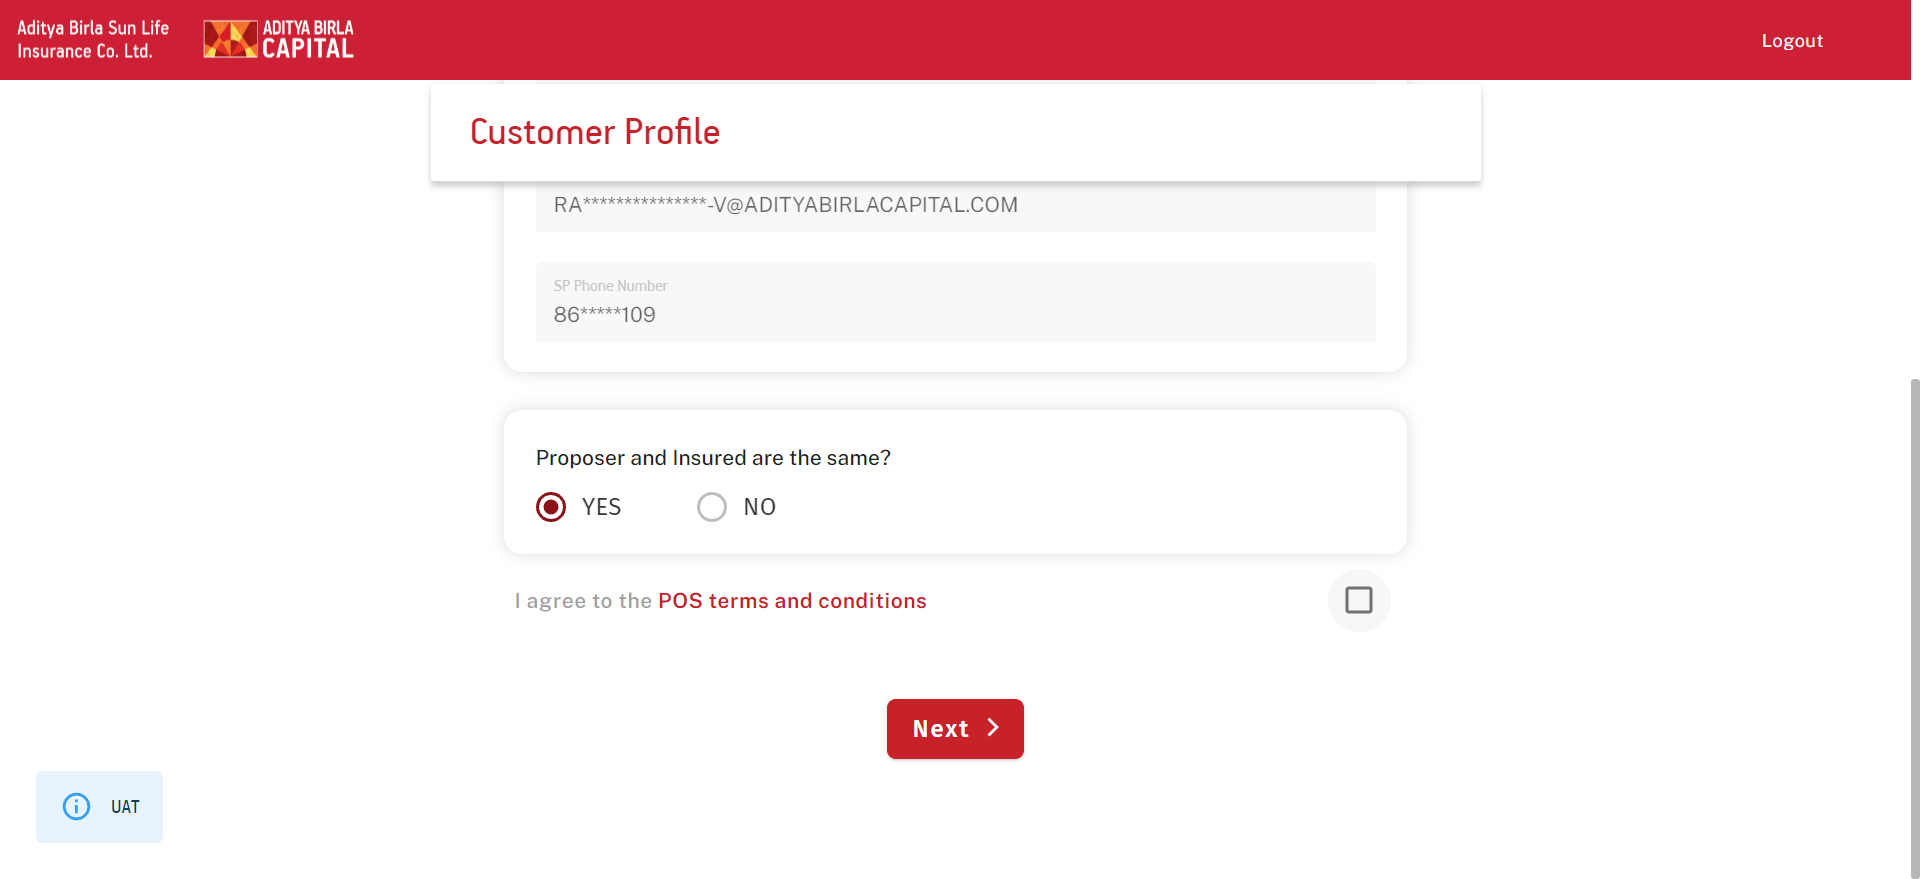 Aditya Birla Sun Life
Insurance Co. Ltd.
ADITYA BIRLA
CAPITAL
Logout
Customer Profile
RA***************-V@ADITYABIRLACAPITAL.COM
SP Phone Number
86*****109
Proposer and Insured are the same?
YES
NO
I agree to the POS terms and conditions
Next
UAT